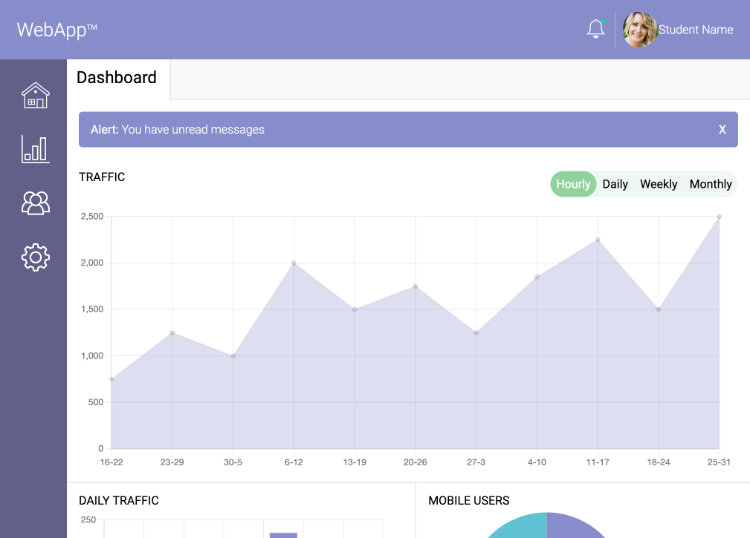 WebApp™
Student Name
Dashboard
Alert: You have unread messages X
TRAFFIC
Hourly Daily Weekly Monthly
2,500
2,000
1,500
1,000
500
0
16-22 23-29 30-5 6-12 13-19 20-26 27-3 4-10 11-17 18-24 25-31
DAILY TRAFFIC
MOBILE USERS
250